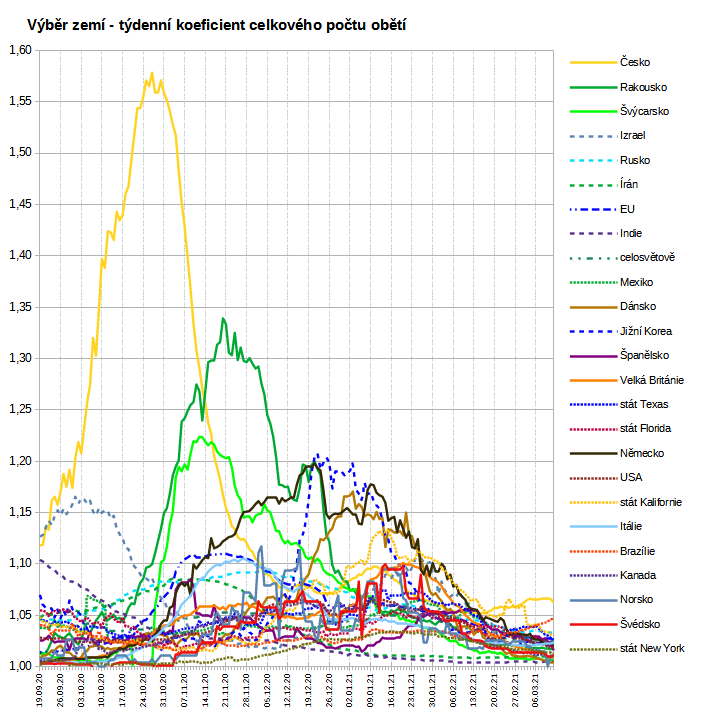 Výběr zemí - týdenní koeficient celkového počtu obětí
1,60
1,55
1,50
1,45
1,40
1,35
1,30
1,25
1,20
1,15
1,10
1,05
1,00
19.09.20
26.09.20
03.10.20
10.10.20
17.10.20
24.10.20
31.10.20
07.11.20
14.11.20
21.11.20
28.11.20
05.12.20
12.12.20
19.12.20
26.12.20
02.01.21
09.01.21
16.01.21
23.01.21
30.01.21
06.02.21
13.02.21
20.02.21
27.02.21
06.03.21
Česko
Rakousko
Švýcarsko
Izrael
Rusko
Írán
EU
Indie
celosvětově
Mexiko
Dánsko
Jižní Korea
Španělsko
Velká Británie
stát Texas
stát Florida
Německo
USA
stát Kalifornie
Itálie
Brazílie
Kanada
Norsko
Švédsko
stát New York